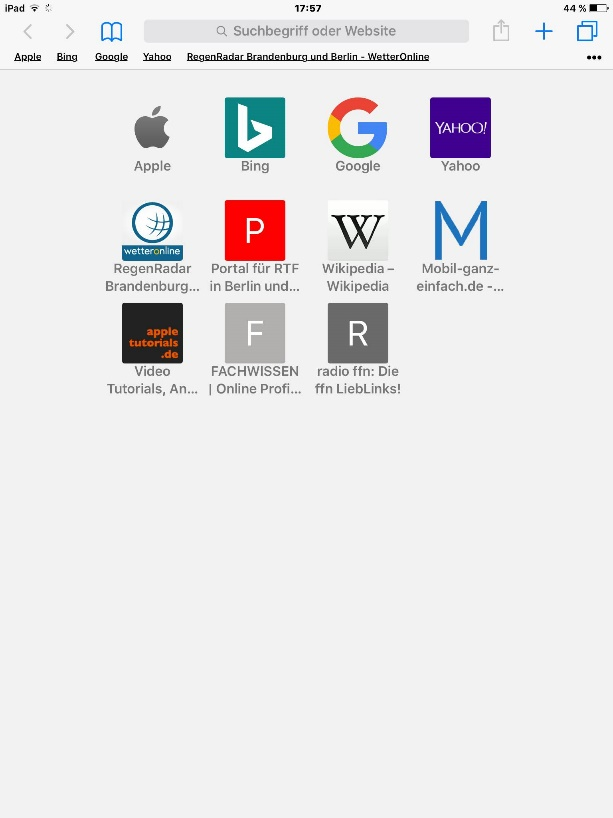 iPad 17:57 44 %
Suchbegriff oder Website
Apple Bing Google Yahoo RegenRadar Brandenburg und Berlin - WetterOnline
YAHOO!
Apple Bing Google Yahoo
wetteronline P W M
RegenRadar Portal für RTF Wikipedia – Mobil-ganz-
Brandenburg... in Berlin und... Wikipedia einfach.de -...
apple
tutorials F R
.de
Video FACHWISSEN radio ffn: Die
Tutorials, An... | Online Profi... ffn LiebLinks!